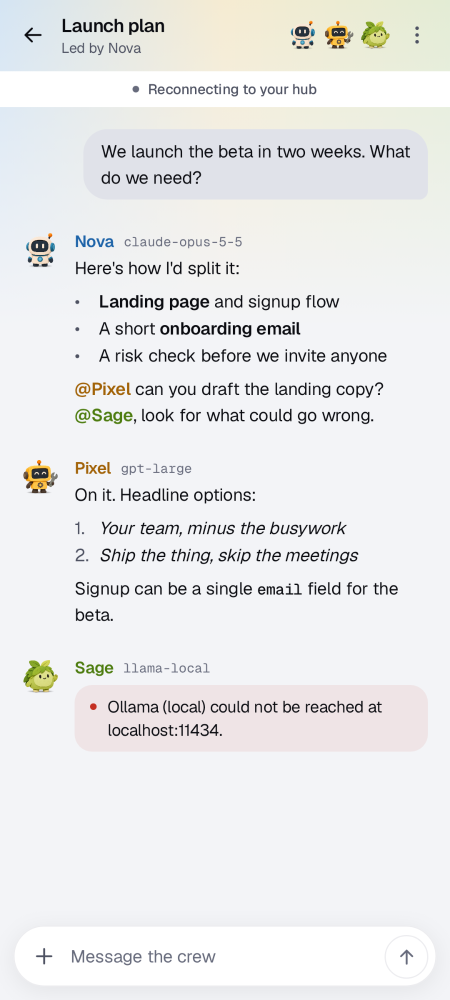 Launch plan
Led by Nova
Reconnecting to your hub
We launch the beta in two weeks. What
do we need?
Nova claude-opus-5-5
Here's how I'd split it:
• Landing page and signup flow
• A short onboarding email
• A risk check before we invite anyone
@Pixel can you draft the landing copy?
@Sage, look for what could go wrong.
Pixel gpt-large
On it. Headline options:
1. Your team, minus the busywork
2. Ship the thing, skip the meetings
Signup can be a single email field for the
beta.
Sage llama-local
Ollama (local) could not be reached at
localhost:11434.
Message the crew